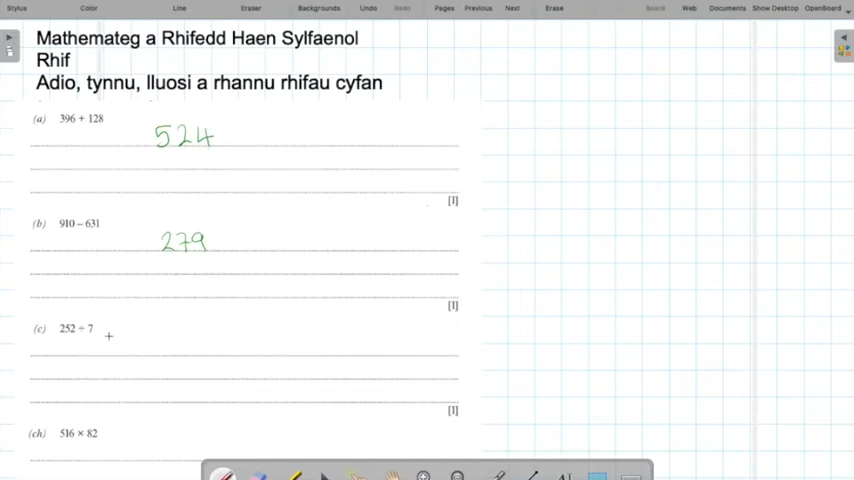 Stylus Color Line Eraser Backgrounds Undo Redo Pages Previous Next Erase Board Web Documents Show Desktop OpenBoard
Mathemateg a Rhifedd Haen Sylfaenol
Rhif
Adio, tynnu, lluosi a rhannu rhifau cyfan
(a) 396 + 128
524
[1]
(b) 910 – 631
279
[1]
(c) 252 ÷ 7
[1]
(ch) 516 × 82